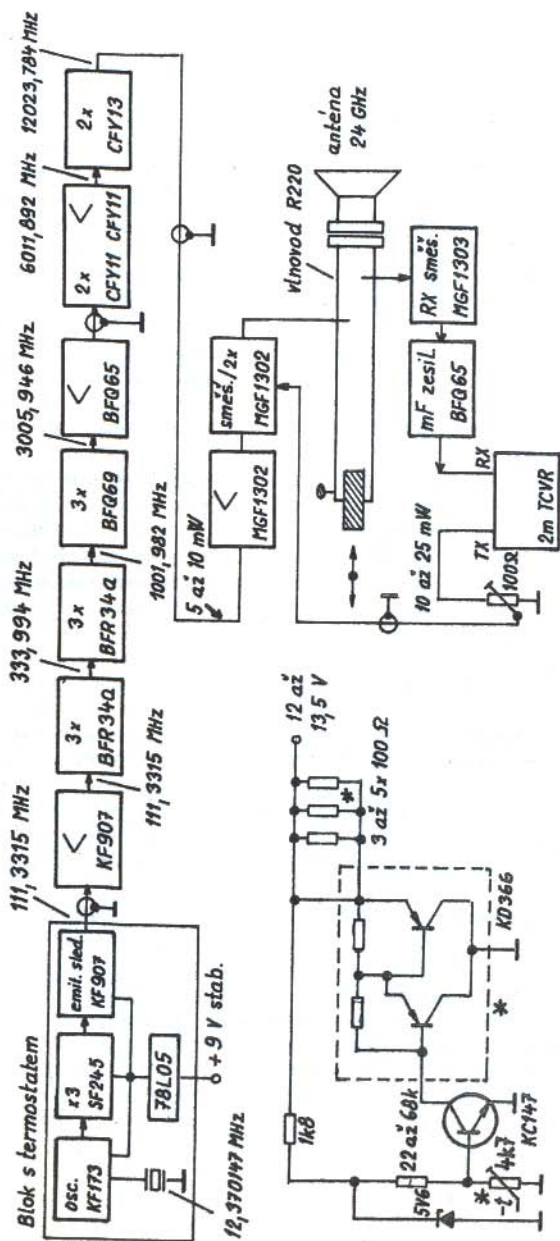 Blok s termostatem
osc.
KF173
x3
SF245
emit. sled.
KF907
78L05
+9 V stab.
12,370147 MHz
111,3315 MHz
<
KF907
111,3315 MHz
3x
BFR34a
333,994 MHz
3x
BFR34a
1001,982 MHz
3x
BFQ69
3005,946 MHz
<
BFQ65
2x <
CFY11 CFY11
6011,892 MHz
2x
CFY13
12023,784 MHz
5 až 10 mW
<
MGF1302
směš./2x
MGF1302
vlnovod R220
anténa
24 GHz
RX směš.
MGF1303
mF zesil.
BFQ65
RX
TX
2m TCVR
10 až 25 mW
100Ω
12 až
13,5 V
*
3 až 5x 100 Ω
1k8
KD366
*
22 až 68k
5V6
KC147
*
4k7
-t